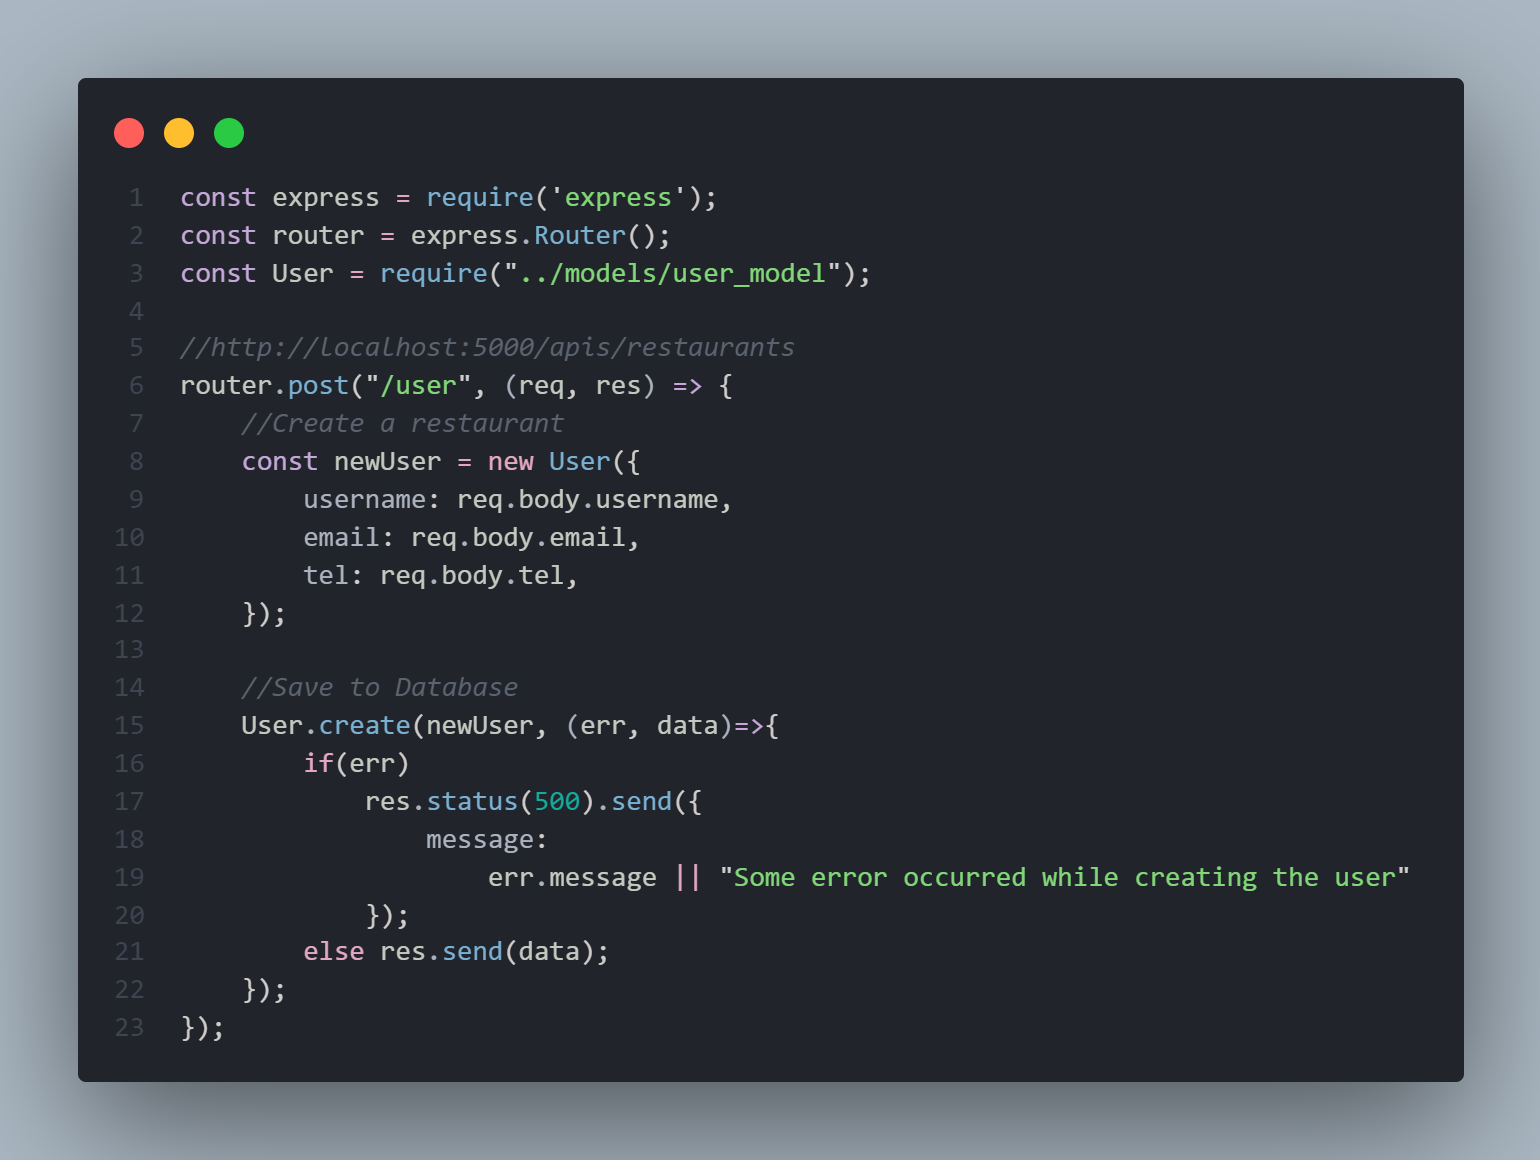 1 const express = require('express');
2 const router = express.Router();
3 const User = require("../models/user_model");
4
5 //http://localhost:5000/apis/restaurants
6 router.post("/user", (req, res) => {
7     //Create a restaurant
8     const newUser = new User({
9         username: req.body.username,
10         email: req.body.email,
11         tel: req.body.tel,
12     });
13
14     //Save to Database
15     User.create(newUser, (err, data)=>{
16         if(err)
17             res.status(500).send({
18                 message:
19                     err.message || "Some error occurred while creating the user"
20             });
21         else res.send(data);
22     });
23 });